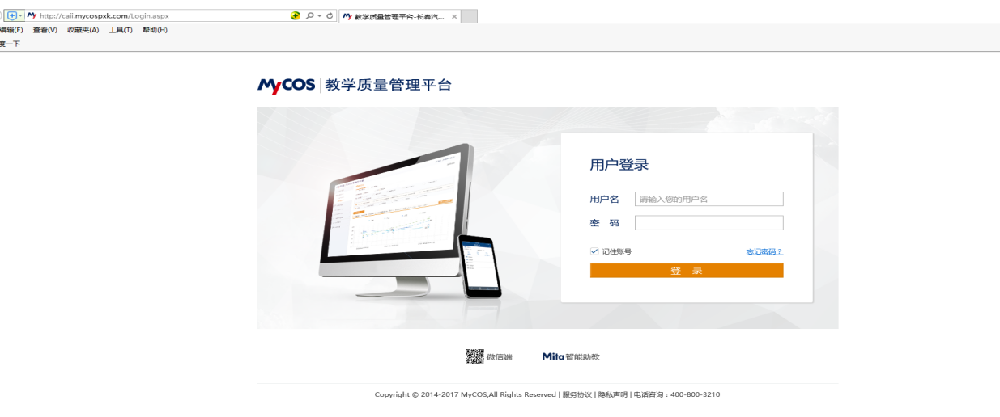 http://caii.mycospxk.com/Login.aspx
教学质量管理平台-长春汽...
编辑(E) 查看(V) 收藏夹(A) 工具(T) 帮助(H)
度一下
MyCOS 教学质量管理平台
用户登录
用户名 请输入您的用户名
密 码
记住账号 忘记密码？
登 录
微信端 Mita 智能助教
Copyright © 2014-2017 MyCOS,All Rights Reserved | 服务协议 | 隐私声明 | 电话咨询：400-800-3210